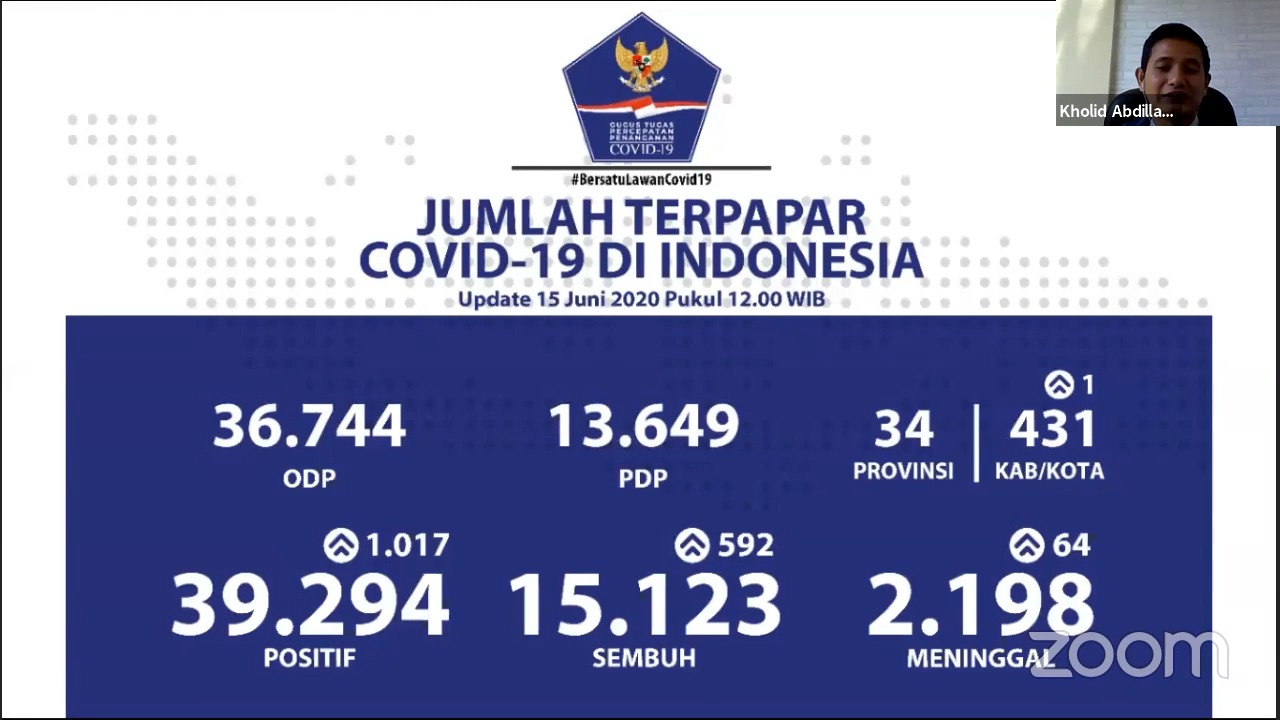 GUGUS TUGAS
PERCEPATAN
PENANGANAN
COVID-19
Kholid Abdilla...
#BersatuLawanCovid19
JUMLAH TERPAPAR
COVID-19 DI INDONESIA
Update 15 Juni 2020 Pukul 12.00 WIB
1
36.744
13.649
34
431
ODP
PDP
PROVINSI
KAB/KOTA
1.017
592
64
39.294
15.123
2.198
POSITIF
SEMBUH
MENINGGAL
zoom